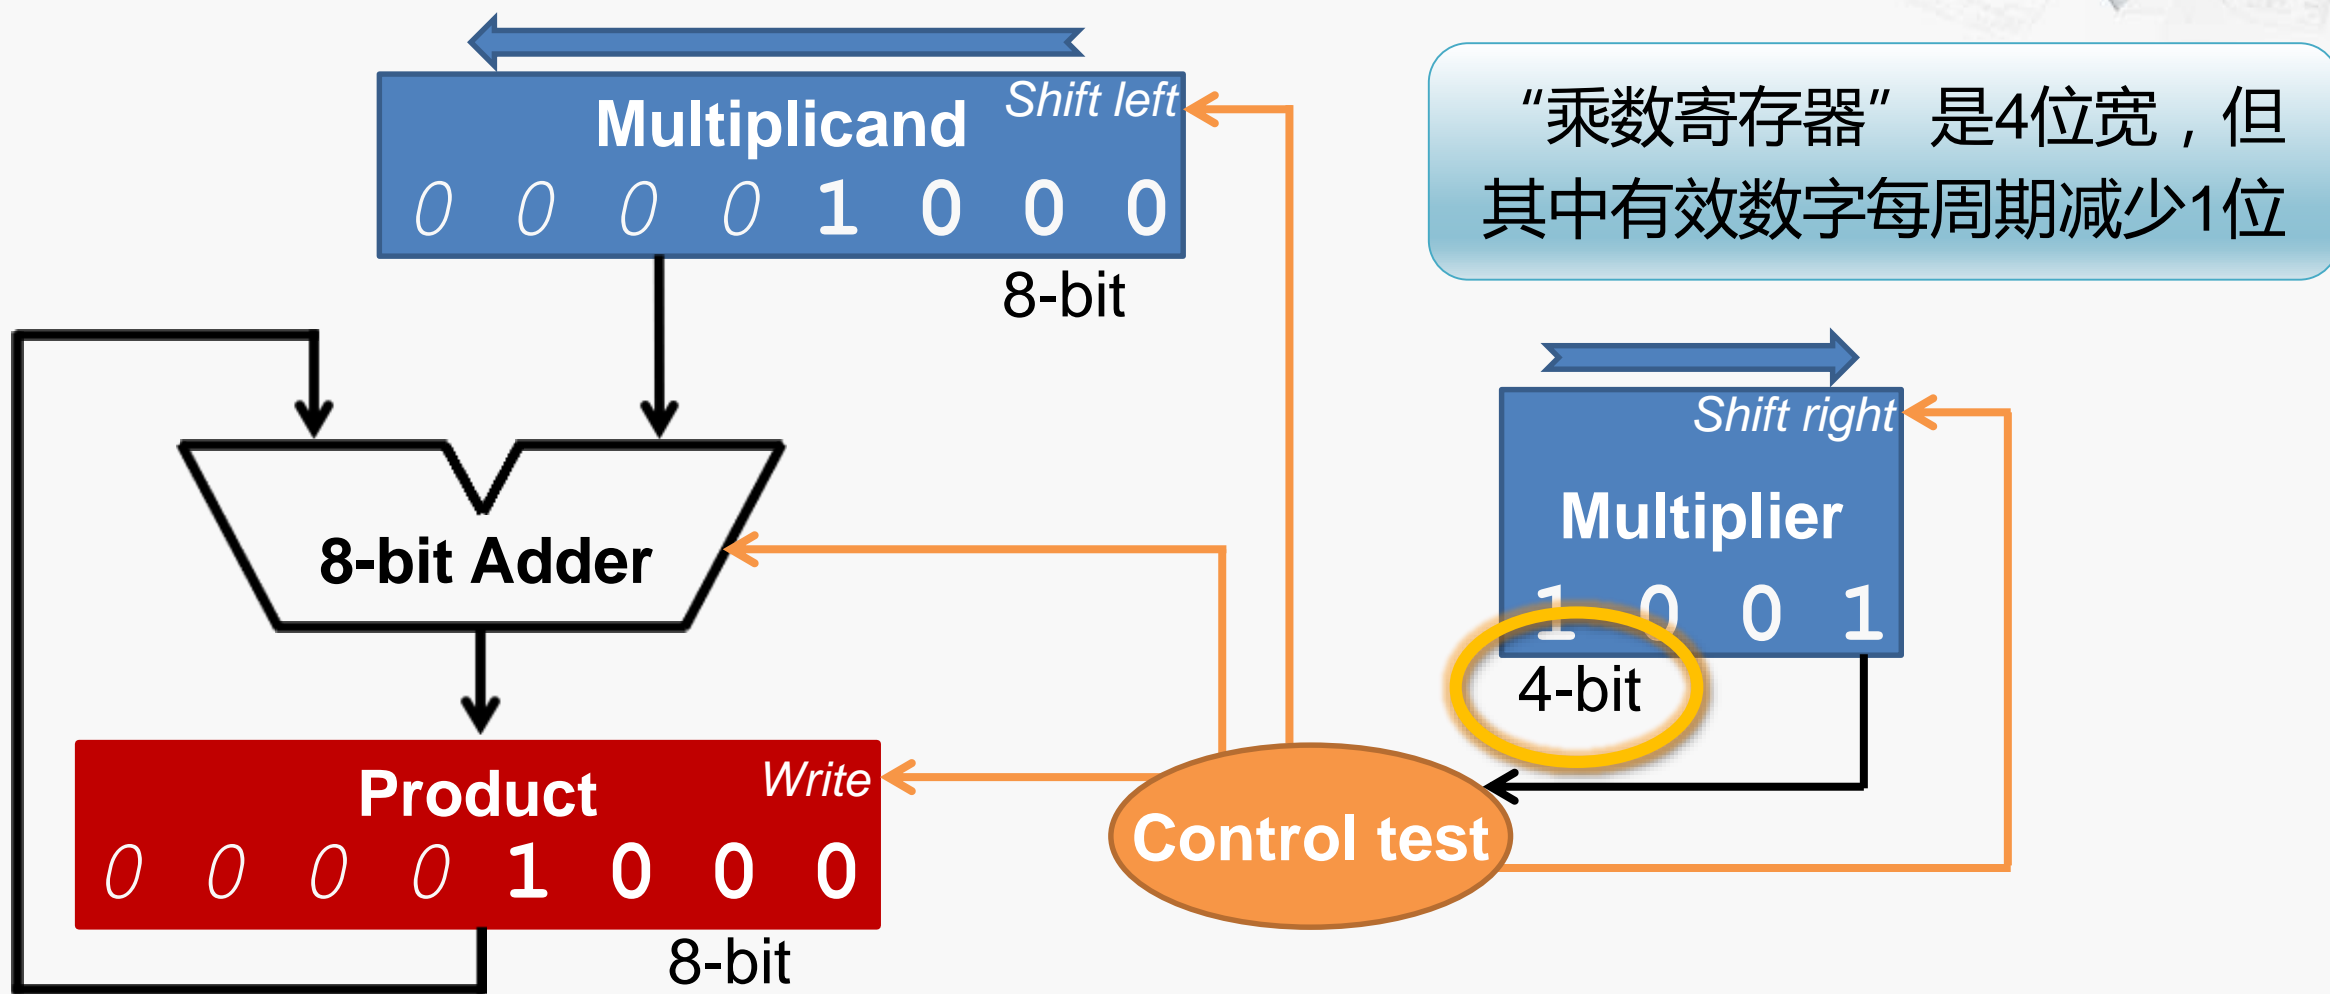 Shift left
Multiplicand
0 0 0 0 1 0 0 0
8-bit
“乘数寄存器”是4位宽，但
其中有效数字每周期减少1位
Shift right
Multiplier
1 0 0 1
4-bit
8-bit Adder
Write
Product
0 0 0 0 1 0 0 0
8-bit
Control test